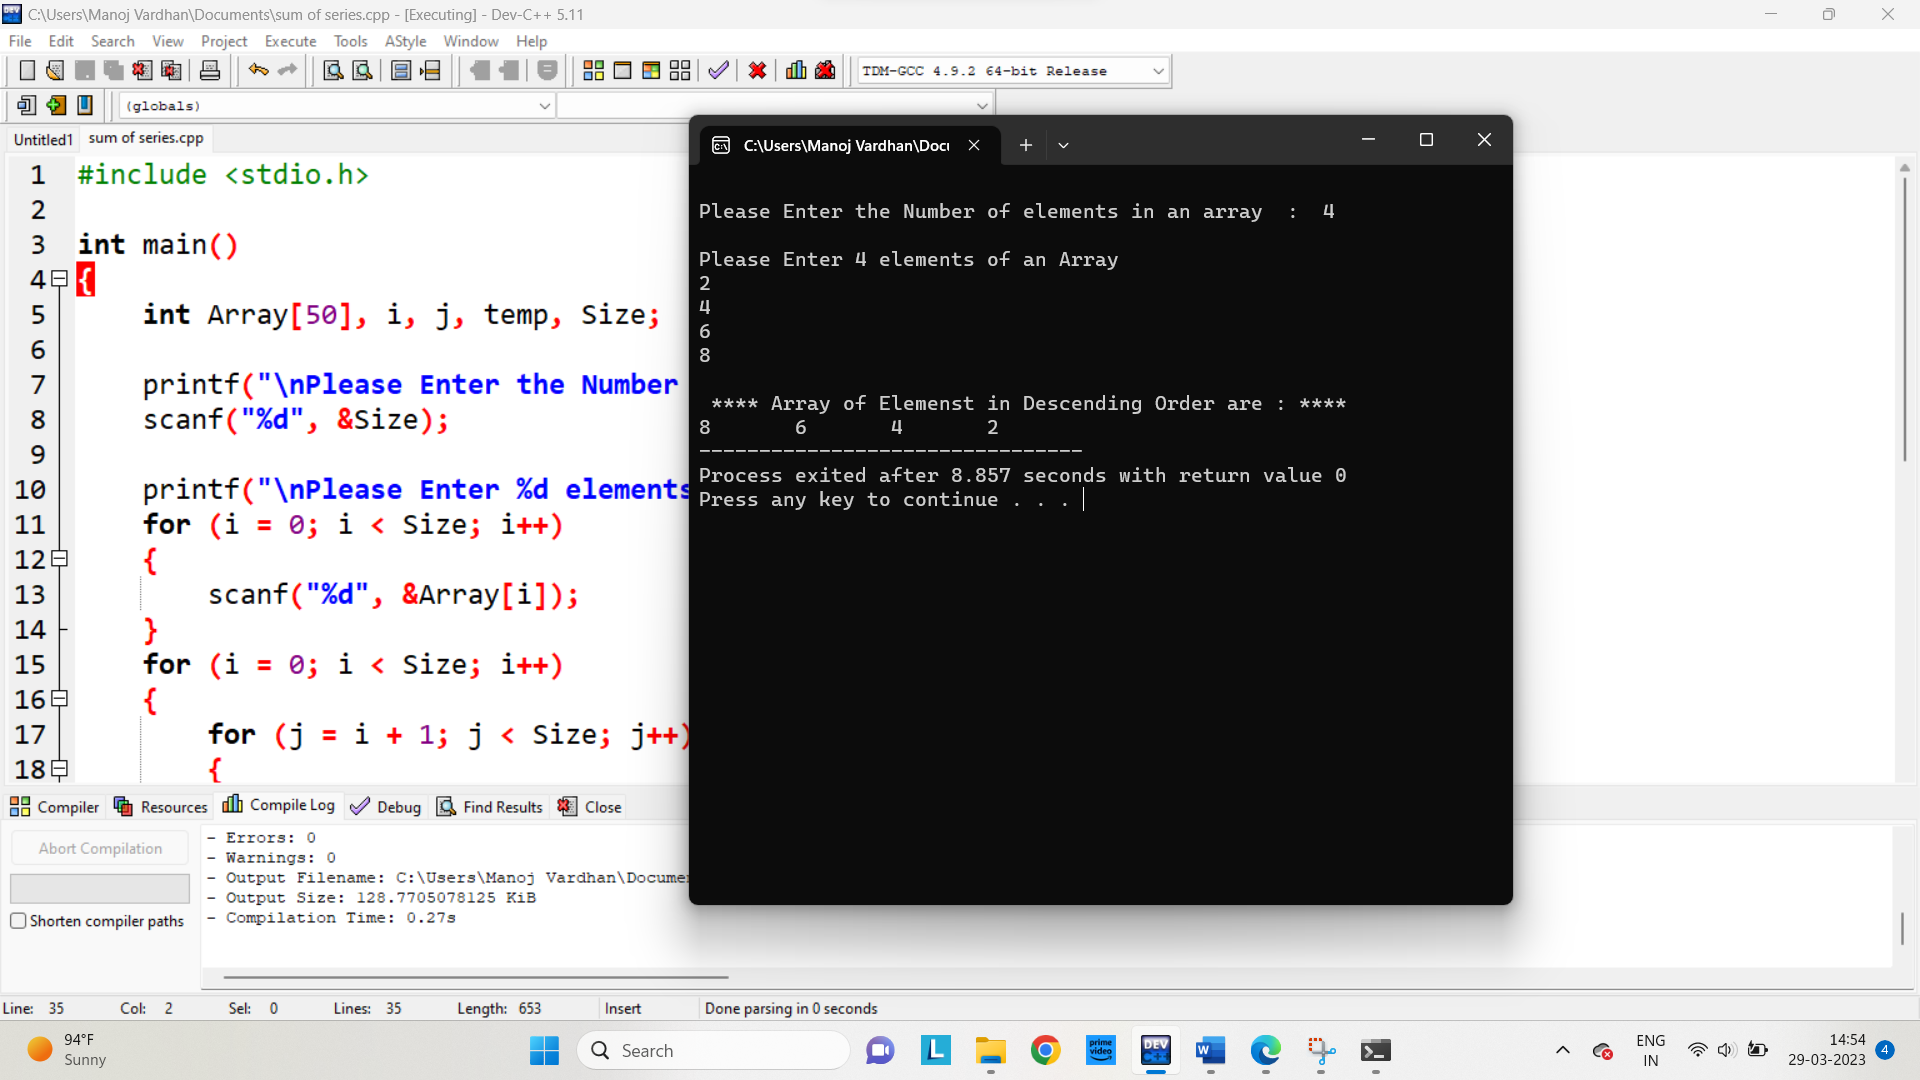 C:\Users\Manoj Vardhan\Documents\sum of series.cpp - [Executing] - Dev-C++ 5.11
File Edit Search View Project Execute Tools AStyle Window Help
TDM-GCC 4.9.2 64-bit Release
(globals)
Untitled1 sum of series.cpp
1 #include <stdio.h>
2
3 int main()
4 {
5 int Array[50], i, j, temp, Size;
6
7 printf("\nPlease Enter the Number
8 scanf("%d", &Size);
9
10 printf("\nPlease Enter %d elements
11 for (i = 0; i < Size; i++)
12 {
13 scanf("%d", &Array[i]);
14 }
15 for (i = 0; i < Size; i++)
16 {
17 for (j = i + 1; j < Size; j++)
18 {
C:\Users\Manoj Vardhan\Docu
Please Enter the Number of elements in an array : 4
Please Enter 4 elements of an Array
2
4
6
8
**** Array of Elemenst in Descending Order are : ****
8 6 4 2
--------------------------------
Process exited after 8.857 seconds with return value 0
Press any key to continue . . .
Compiler Resources Compile Log Debug Find Results Close
Abort Compilation
Shorten compiler paths
- Errors: 0
- Warnings: 0
- Output Filename: C:\Users\Manoj Vardhan\Docume
- Output Size: 128.7705078125 KiB
- Compilation Time: 0.27s
Line: 35 Col: 2 Sel: 0 Lines: 35 Length: 653 Insert Done parsing in 0 seconds
94°F
Sunny
Search
L
prime video
DEV C++
W
ENG
IN
14:54
29-03-2023
4